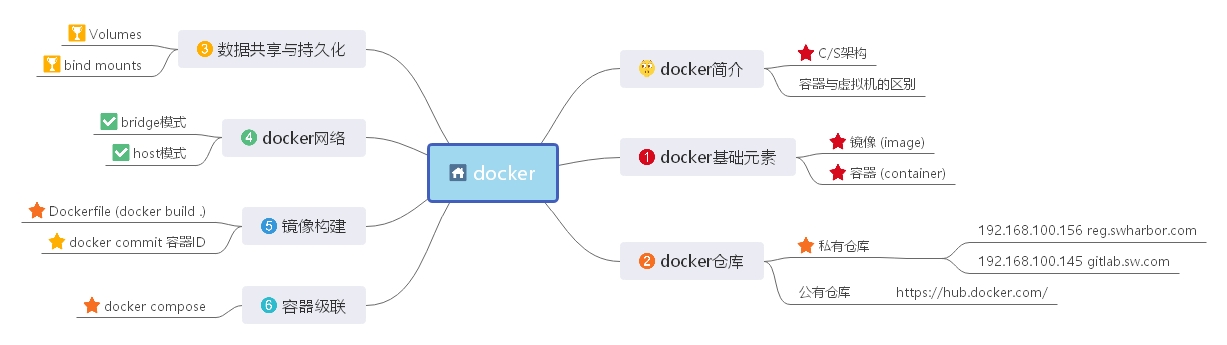 docker
docker简介
C/S架构
容器与虚拟机的区别
1 docker基础元素
镜像 (image)
容器 (container)
2 docker仓库
私有仓库
192.168.100.156 reg.swharbor.com
192.168.100.145 gitlab.sw.com
公有仓库
https://hub.docker.com/
3 数据共享与持久化
Volumes
bind mounts
4 docker网络
bridge模式
host模式
5 镜像构建
Dockerfile (docker build .)
docker commit 容器ID
6 容器级联
docker compose